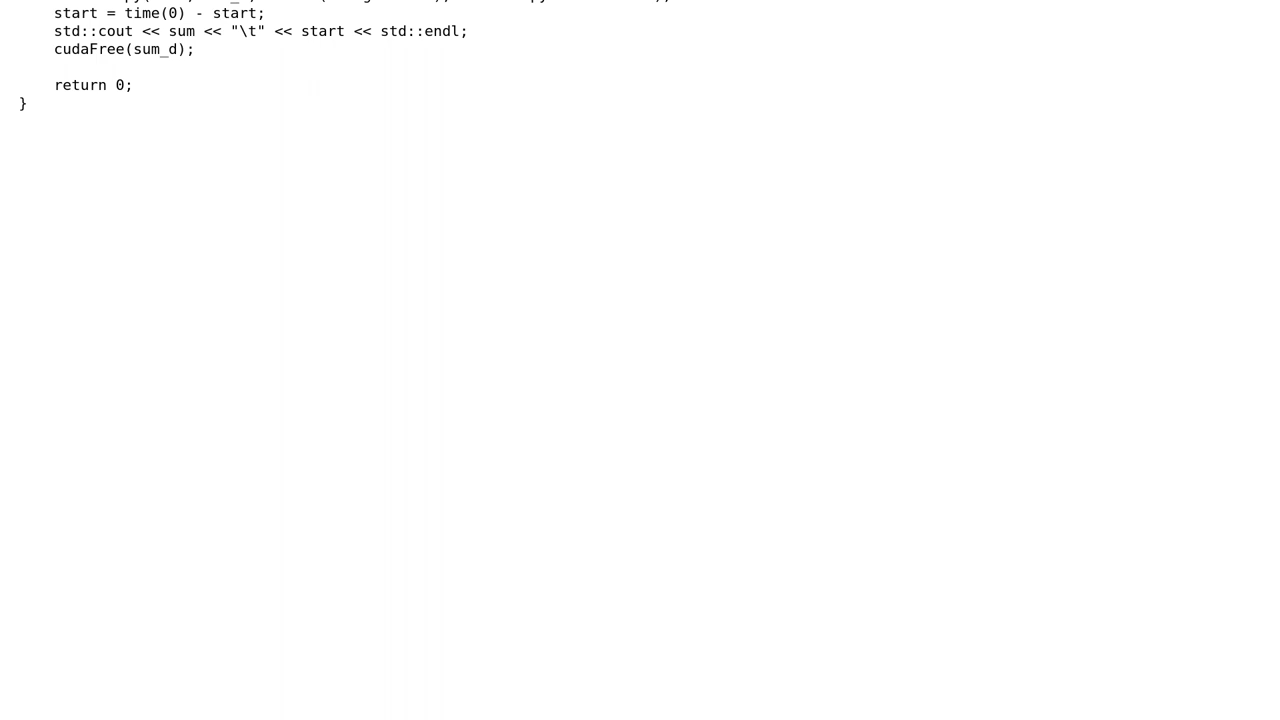 start = time(0) - start;
std::cout << sum << "\t" << start << std::endl;
cudaFree(sum_d);
return 0;
}